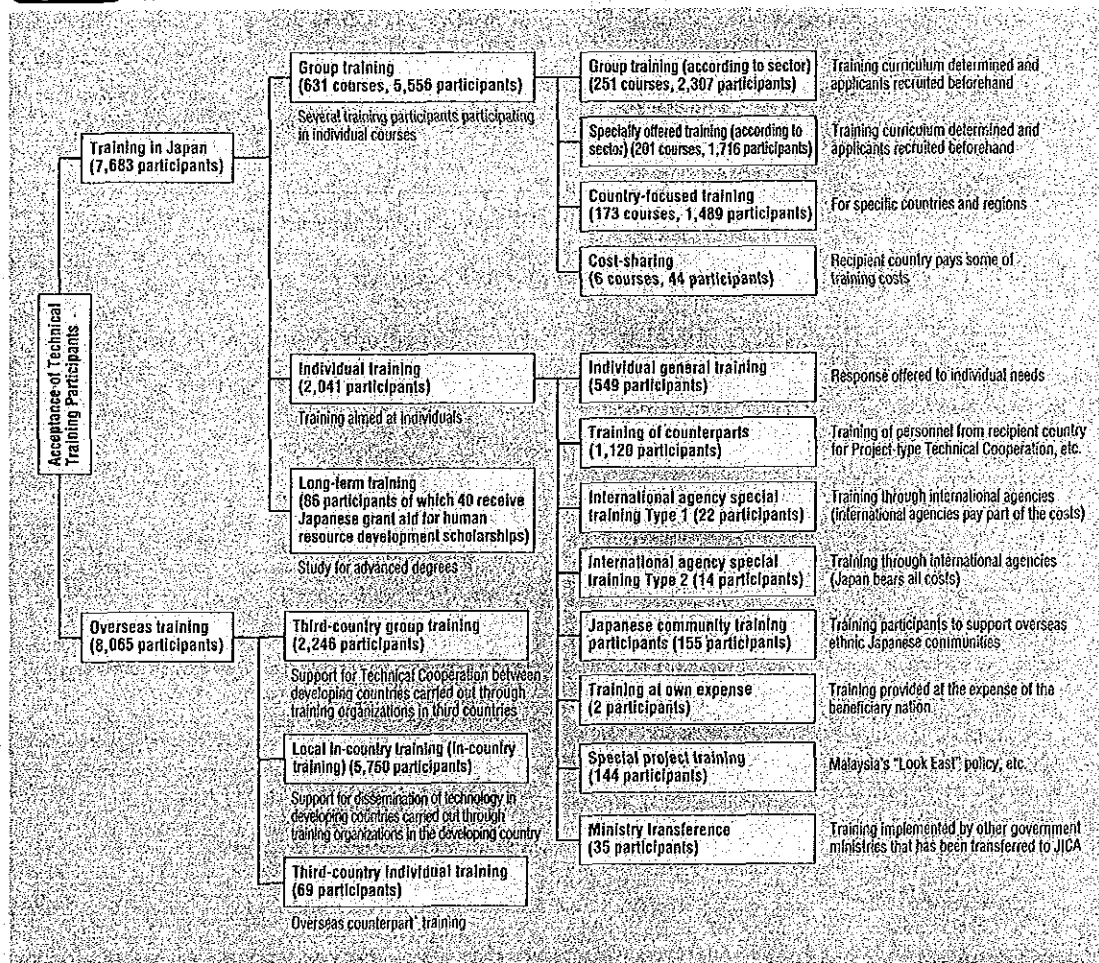 Acceptance of Technical
Training Participants
Training in Japan
(7,683 participants)
Group training
(631 courses, 5,556 participants)
Several training participants participating
in individual courses
Group training (according to sector)
(251 courses, 2,307 participants)
Training curriculum determined and
applicants recruited beforehand
Specially offered training (according to
sector) (201 courses, 1,716 participants)
Training curriculum determined and
applicants recruited beforehand
Country-focused training
(173 courses, 1,489 participants)
For specific countries and regions
Cost-sharing
(6 courses, 44 participants)
Recipient country pays some of
training costs
Individual training
(2,041 participants)
Training aimed at individuals
Individual general training
(549 participants)
Response offered to individual needs
Training of counterparts
(1,120 participants)
Training of personnel from recipient country
for Project-type Technical Cooperation, etc.
International agency special
training Type 1 (22 participants)
Training through international agencies
(international agencies pay part of the costs)
International agency special
training Type 2 (14 participants)
Training through international agencies
(Japan bears all costs)
Japanese community training
participants (155 participants)
Training participants to support overseas
ethnic Japanese communities
Training at own expense
(2 participants)
Training provided at the expense of the
beneficiary nation
Special project training
(144 participants)
Malaysia's "Look East" policy, etc.
Ministry transference
(35 participants)
Training implemented by other government
ministries that has been transferred to JICA
Long-term training
(86 participants of which 40 receive
Japanese grant aid for human
resource development scholarships)
Study for advanced degrees
Overseas training
(8,065 participants)
Third-country group training
(2,246 participants)
Support for Technical Cooperation between
developing countries carried out through
training organizations in third countries
Local in-country training (in-country
training) (5,750 participants)
Support for dissemination of technology in
developing countries carried out through
training organizations in the developing country
Third-country individual training
(69 participants)
Overseas counterpart training